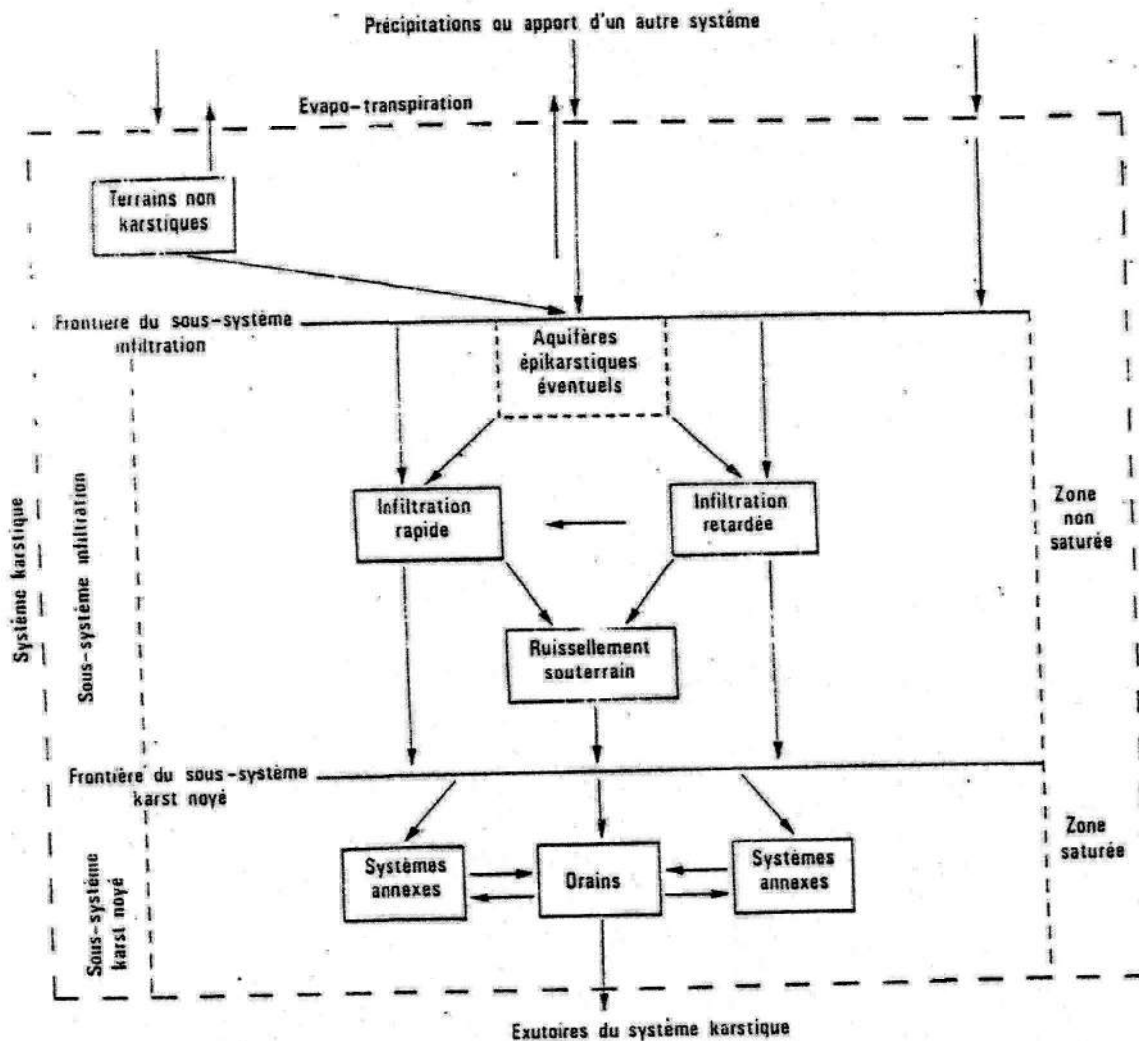 Précipitations ou apport d'un autre système
Evapo-transpiration
Terrains non
karstiques
Frontière du sous-système
infiltration
Aquifères
épikarstiques
éventuels
Infiltration
rapide
Infiltration
retardée
Zone
non
saturée
Système karstique
Sous-système infiltration
Ruissellement
souterrain
Frontière du sous-système
karst noyé
Systèmes
annexes
Drains
Systèmes
annexes
Zone
saturée
Sous-système
karst noyé
Exutoires du système karstique